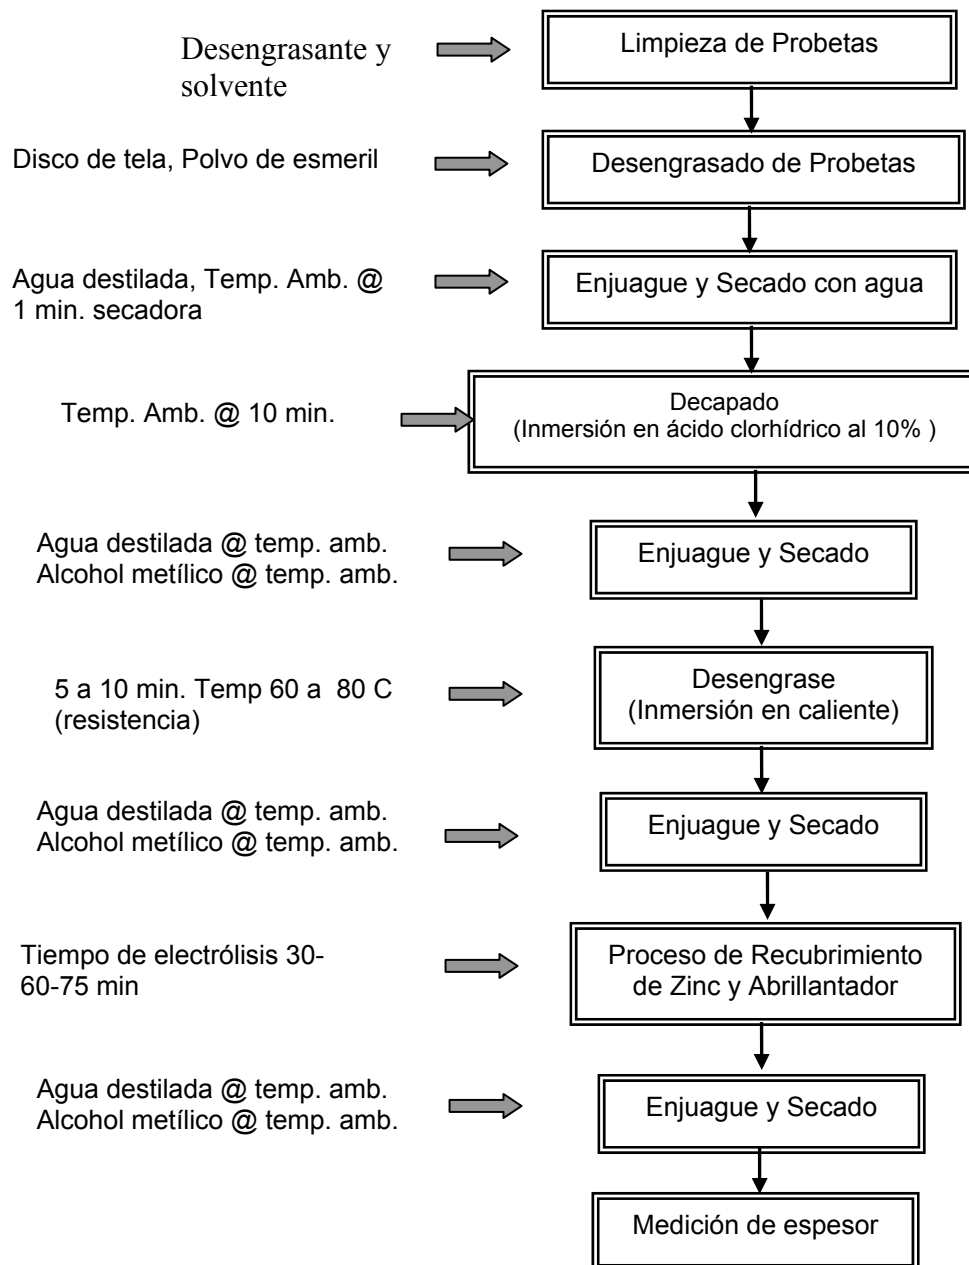 Desengrasante y
solvente
Limpieza de Probetas
Disco de tela, Polvo de esmeril
Desengrasado de Probetas
Agua destilada, Temp. Amb. @
1 min. secadora
Enjuague y Secado con agua
Temp. Amb. @ 10 min.
Decapado
(Inmersión en ácido clorhídrico al 10% )
Agua destilada @ temp. amb.
Alcohol metílico @ temp. amb.
Enjuague y Secado
5 a 10 min. Temp 60 a  80 C
(resistencia)
Desengrase
(Inmersión en caliente)
Agua destilada @ temp. amb.
Alcohol metílico @ temp. amb.
Enjuague y Secado
Tiempo de electrólisis 30-
60-75 min
Proceso de Recubrimiento
de Zinc y Abrillantador
Agua destilada @ temp. amb.
Alcohol metílico @ temp. amb.
Enjuague y Secado
Medición de espesor